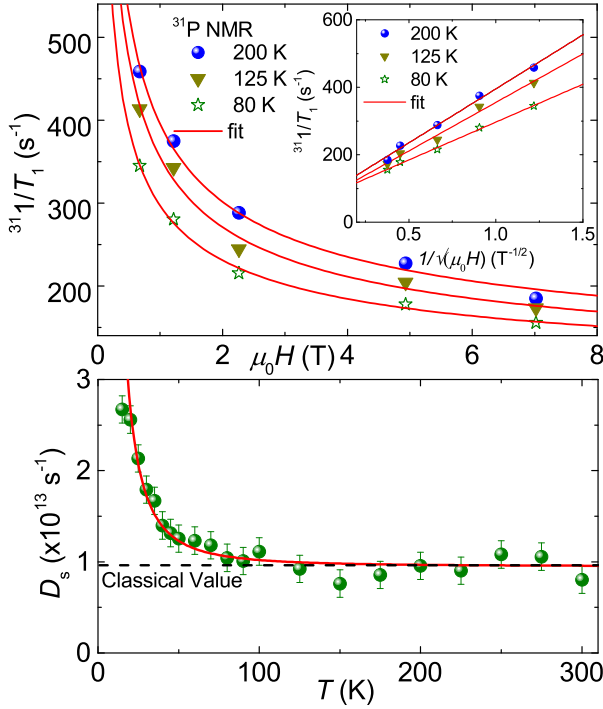 ³¹P NMR
200 K
125 K
80 K
fit
³¹1/T₁ (s⁻¹)
500
400
300
200
0 2 4 6 8
μ₀H (T)
200 K
125 K
80 K
fit
³¹1/T₁ (s⁻¹)
600
400
200
0
0.5 1.0 1.5
1/√(μ₀H) (T⁻¹/²)
Dₛ (x10¹³ s⁻¹)
3
2
1
0
Classical Value
0 100 200 300
T (K)